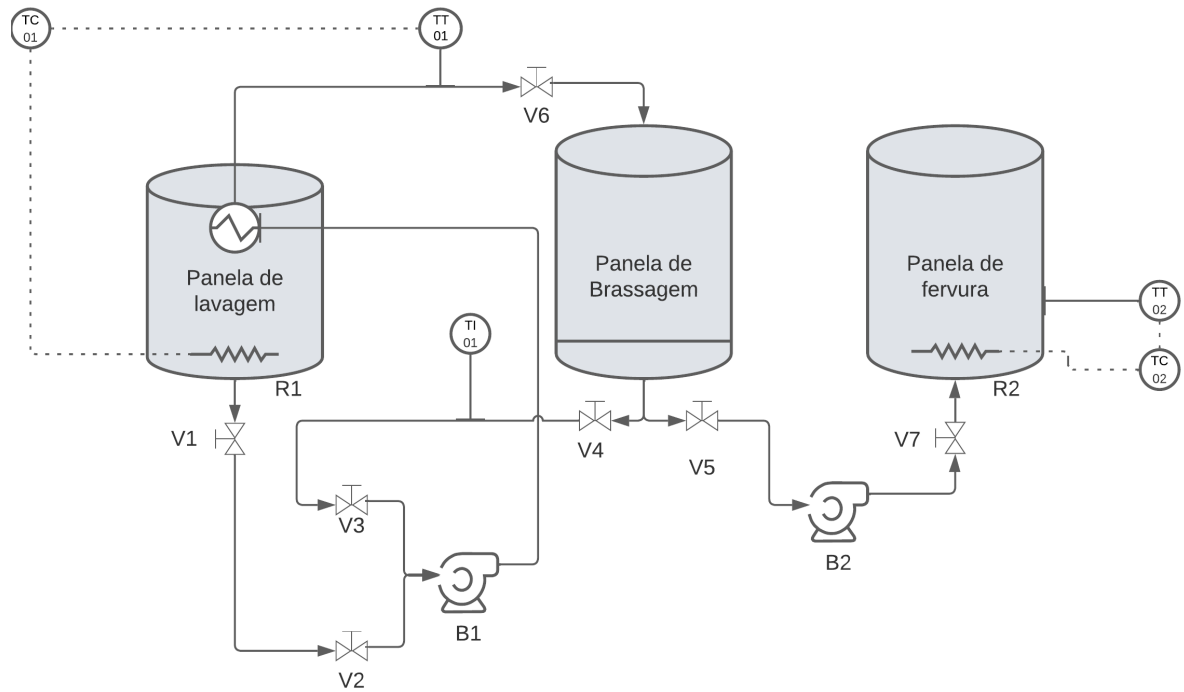 TC
01
TT
01
V6
Panela de
lavagem
Panela de
Brassagem
Panela de
fervura
TT
02
TI
01
TC
02
R1
R2
V1
V4
V5
V7
V3
B2
B1
V2